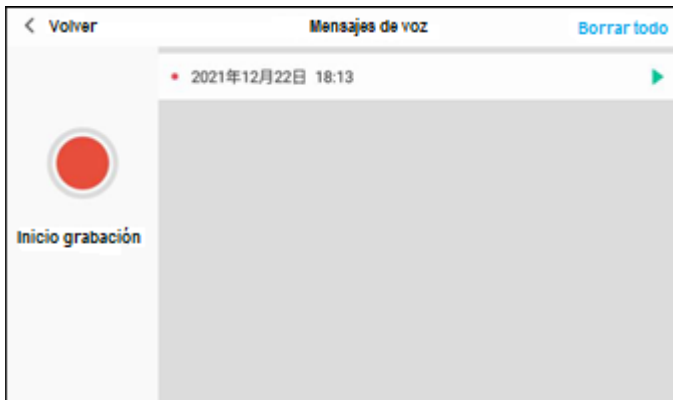 Volver
Mensajes de voz
Borrar todo
2021年12月22日 18:13
Inicio grabación